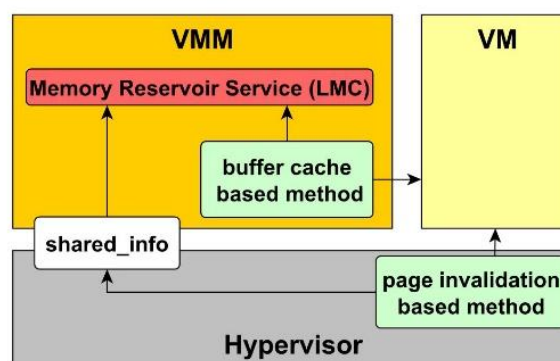 VMM
VM
Memory Reservoir Service (LMC)
buffer cache
based method
shared_info
page invalidation
based method
Hypervisor